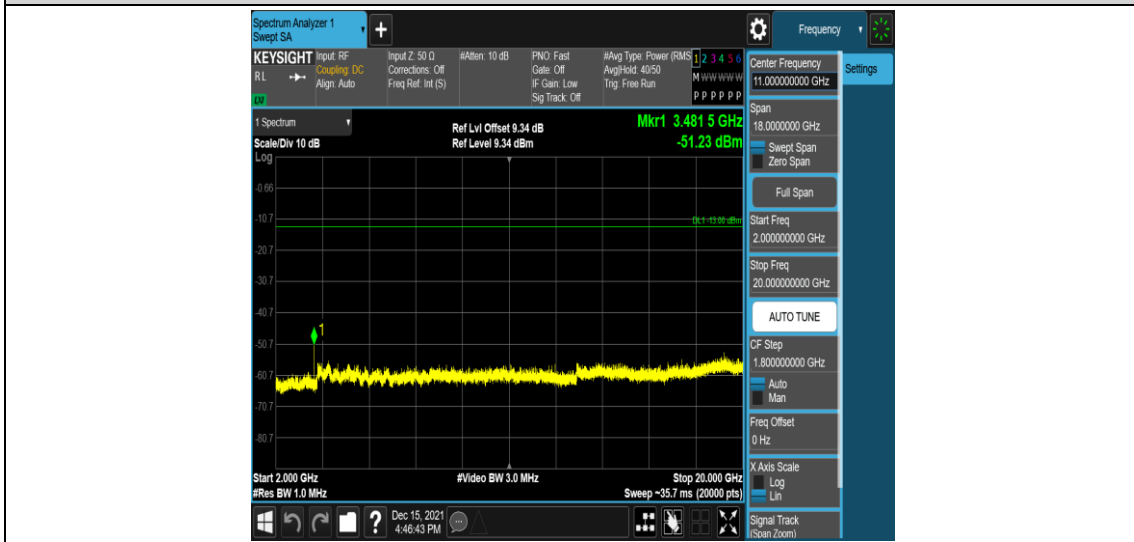 Spectrum Analyzer 1
Swept SA
+
Frequency
KEYSIGHT
RL
Input: RF
Coupling: DC
Align: Auto
Input Z: 50 Ω
Corrections: Off
Freq Ref: Int (S)
#Atten: 10 dB
PNO: Fast
Gate: Off
IF Gain: Low
Sig Track: Off
#Avg Type: Power (RMS
Avg|Hold: 40/50
Trig: Free Run
1 2 3 4 5 6
M W W W W W
P P P P P P
1 Spectrum
Scale/Div 10 dB
Log
Ref Lvl Offset 9.34 dB
Ref Level 9.34 dBm
Mkr1 3.481 5 GHz
-51.23 dBm
-0.66
-10.7
DL1 -13.00 dBm
-20.7
-30.7
-40.7
1
-50.7
-60.7
-70.7
-80.7
Start 2.000 GHz
#Res BW 1.0 MHz
#Video BW 3.0 MHz
Stop 20.000 GHz
Sweep ~35.7 ms (20000 pts)
Dec 15, 2021
4:46:43 PM
?
Center Frequency
11.000000000 GHz
Settings
Span
18.0000000 GHz
Swept Span
Zero Span
Full Span
Start Freq
2.000000000 GHz
Stop Freq
20.000000000 GHz
AUTO TUNE
CF Step
1.800000000 GHz
Auto
Man
Freq Offset
0 Hz
X Axis Scale
Log
Lin
Signal Track
(Span Zoom)